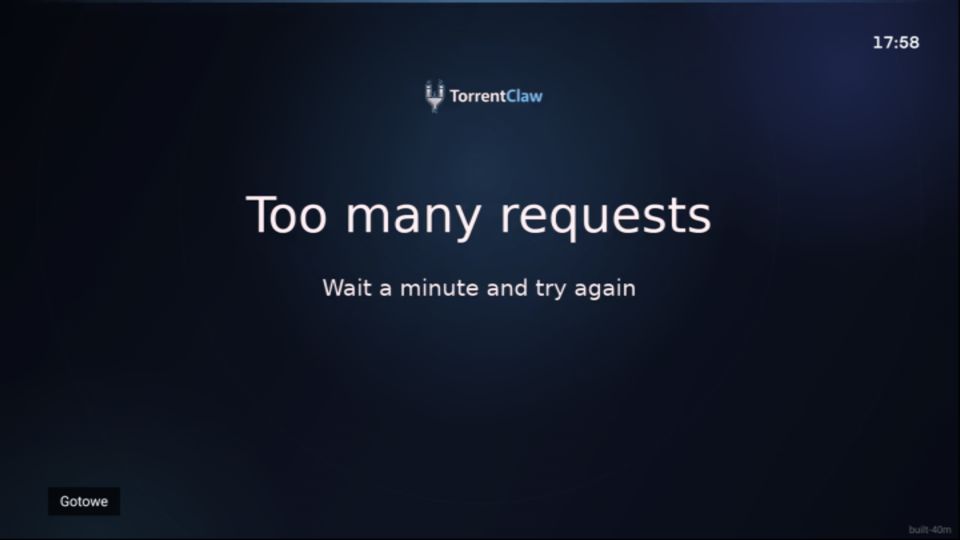 17:58
TorrentClaw
Too many requests
Wait a minute and try again
Gotowe
built-40m